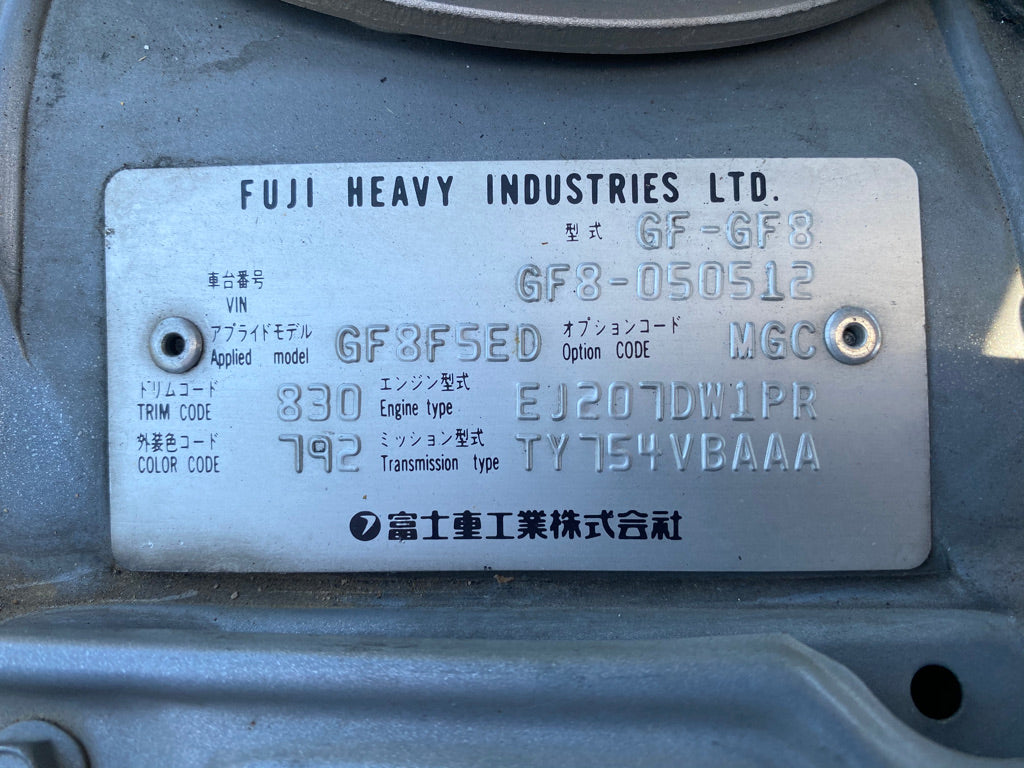 FUJI HEAVY INDUSTRIES LTD.
型式 GF-GF8
車台番号 GF8-050512
VIN
アプライドモデル GF8F5ED オプションコード MGC
Applied model Option CODE
トリムコード 830 エンジン型式 EJ207DW1PR
TRIM CODE Engine type
外装色コード 792 ミッション型式 TY754VBAAA
COLOR CODE Transmission type
富士重工業株式会社